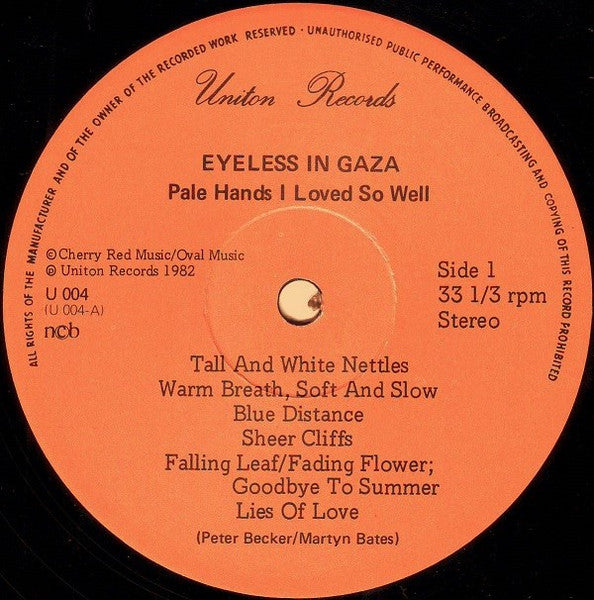 ALL RIGHTS OF THE MANUFACTURER AND OF THE OWNER OF THE RECORDED WORK RESERVED · UNAUTHORISED PUBLIC PERFORMANCE BROADCASTING AND COPYING OF THIS RECORD PROHIBITED
Uniton Records
EYELESS IN GAZA
Pale Hands I Loved So Well
©Cherry Red Music/Oval Music
℗ Uniton Records 1982
U 004
(U 004-A)
ncb
Side 1
33 1/3 rpm
Stereo
Tall And White Nettles
Warm Breath, Soft And Slow
Blue Distance
Sheer Cliffs
Falling Leaf/Fading Flower;
Goodbye To Summer
Lies Of Love
(Peter Becker/Martyn Bates)